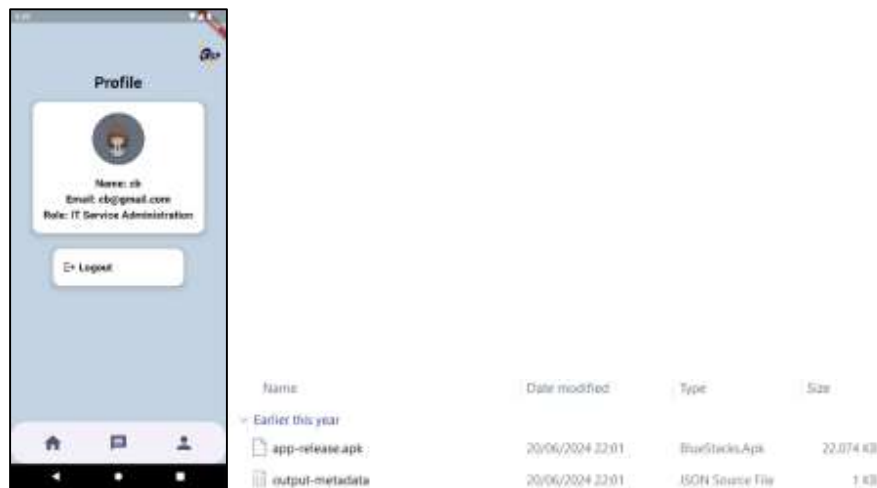 Profile
Name: cb
Email: cb@gmail.com
Role: IT Service Administration
Logout
Name Date modified Type Size
Earlier this year
app-release.apk 20/06/2024 22:01 BlueStacks.Apk 22.074 KB
output-metadata 20/06/2024 22:01 JSON Source File 1 KB